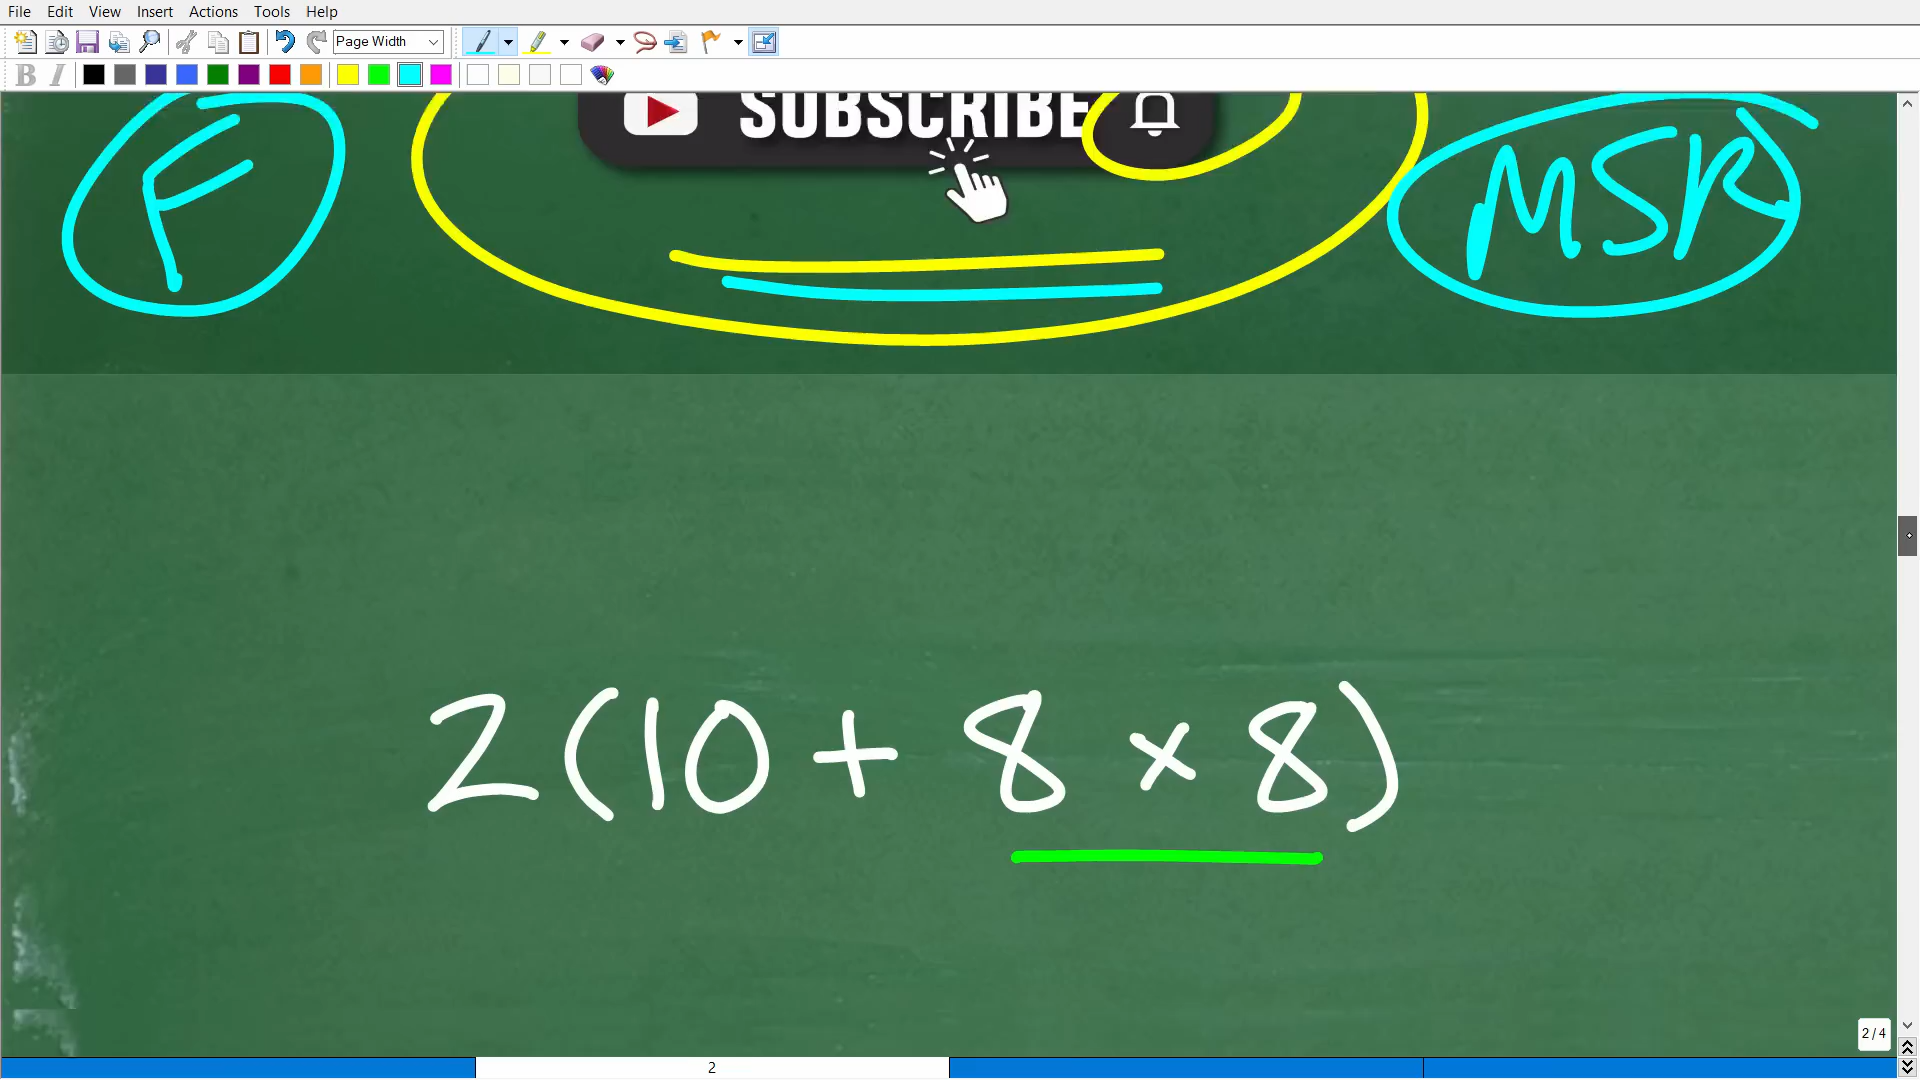 File Edit View Insert Actions Tools Help
Page Width
B I
SUBSCRIBE
F
MSR
2(10 + 8 × 8)
2 / 4
2